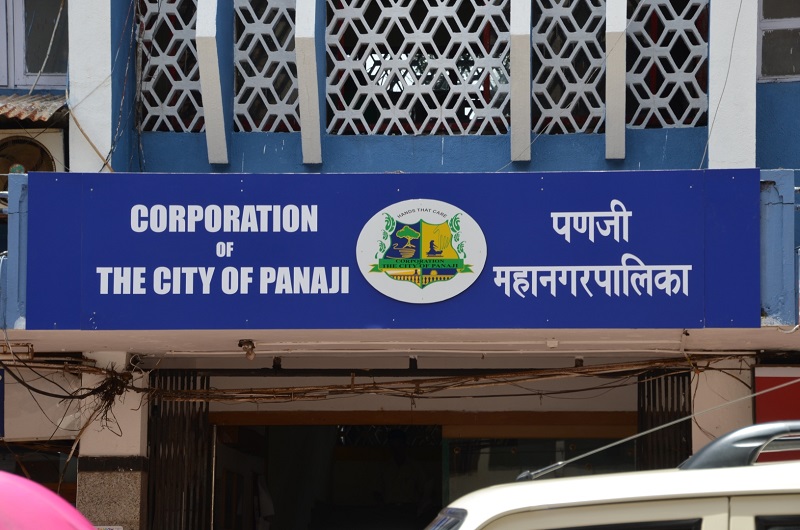 CORPORATION
OF
THE CITY OF PANAJI
HANDS THAT CARE
CORPORATION
THE CITY OF PANAJI
पणजी
महानगरपालिका